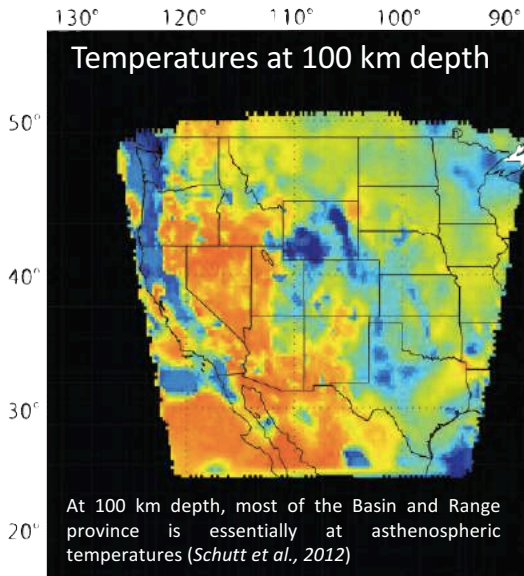 130° 120° 110° 100° 90°
Temperatures at 100 km depth
50°
40°
30°
20°
At 100 km depth, most of the Basin and Range
province is essentially at asthenospheric
temperatures (Schutt et al., 2012)